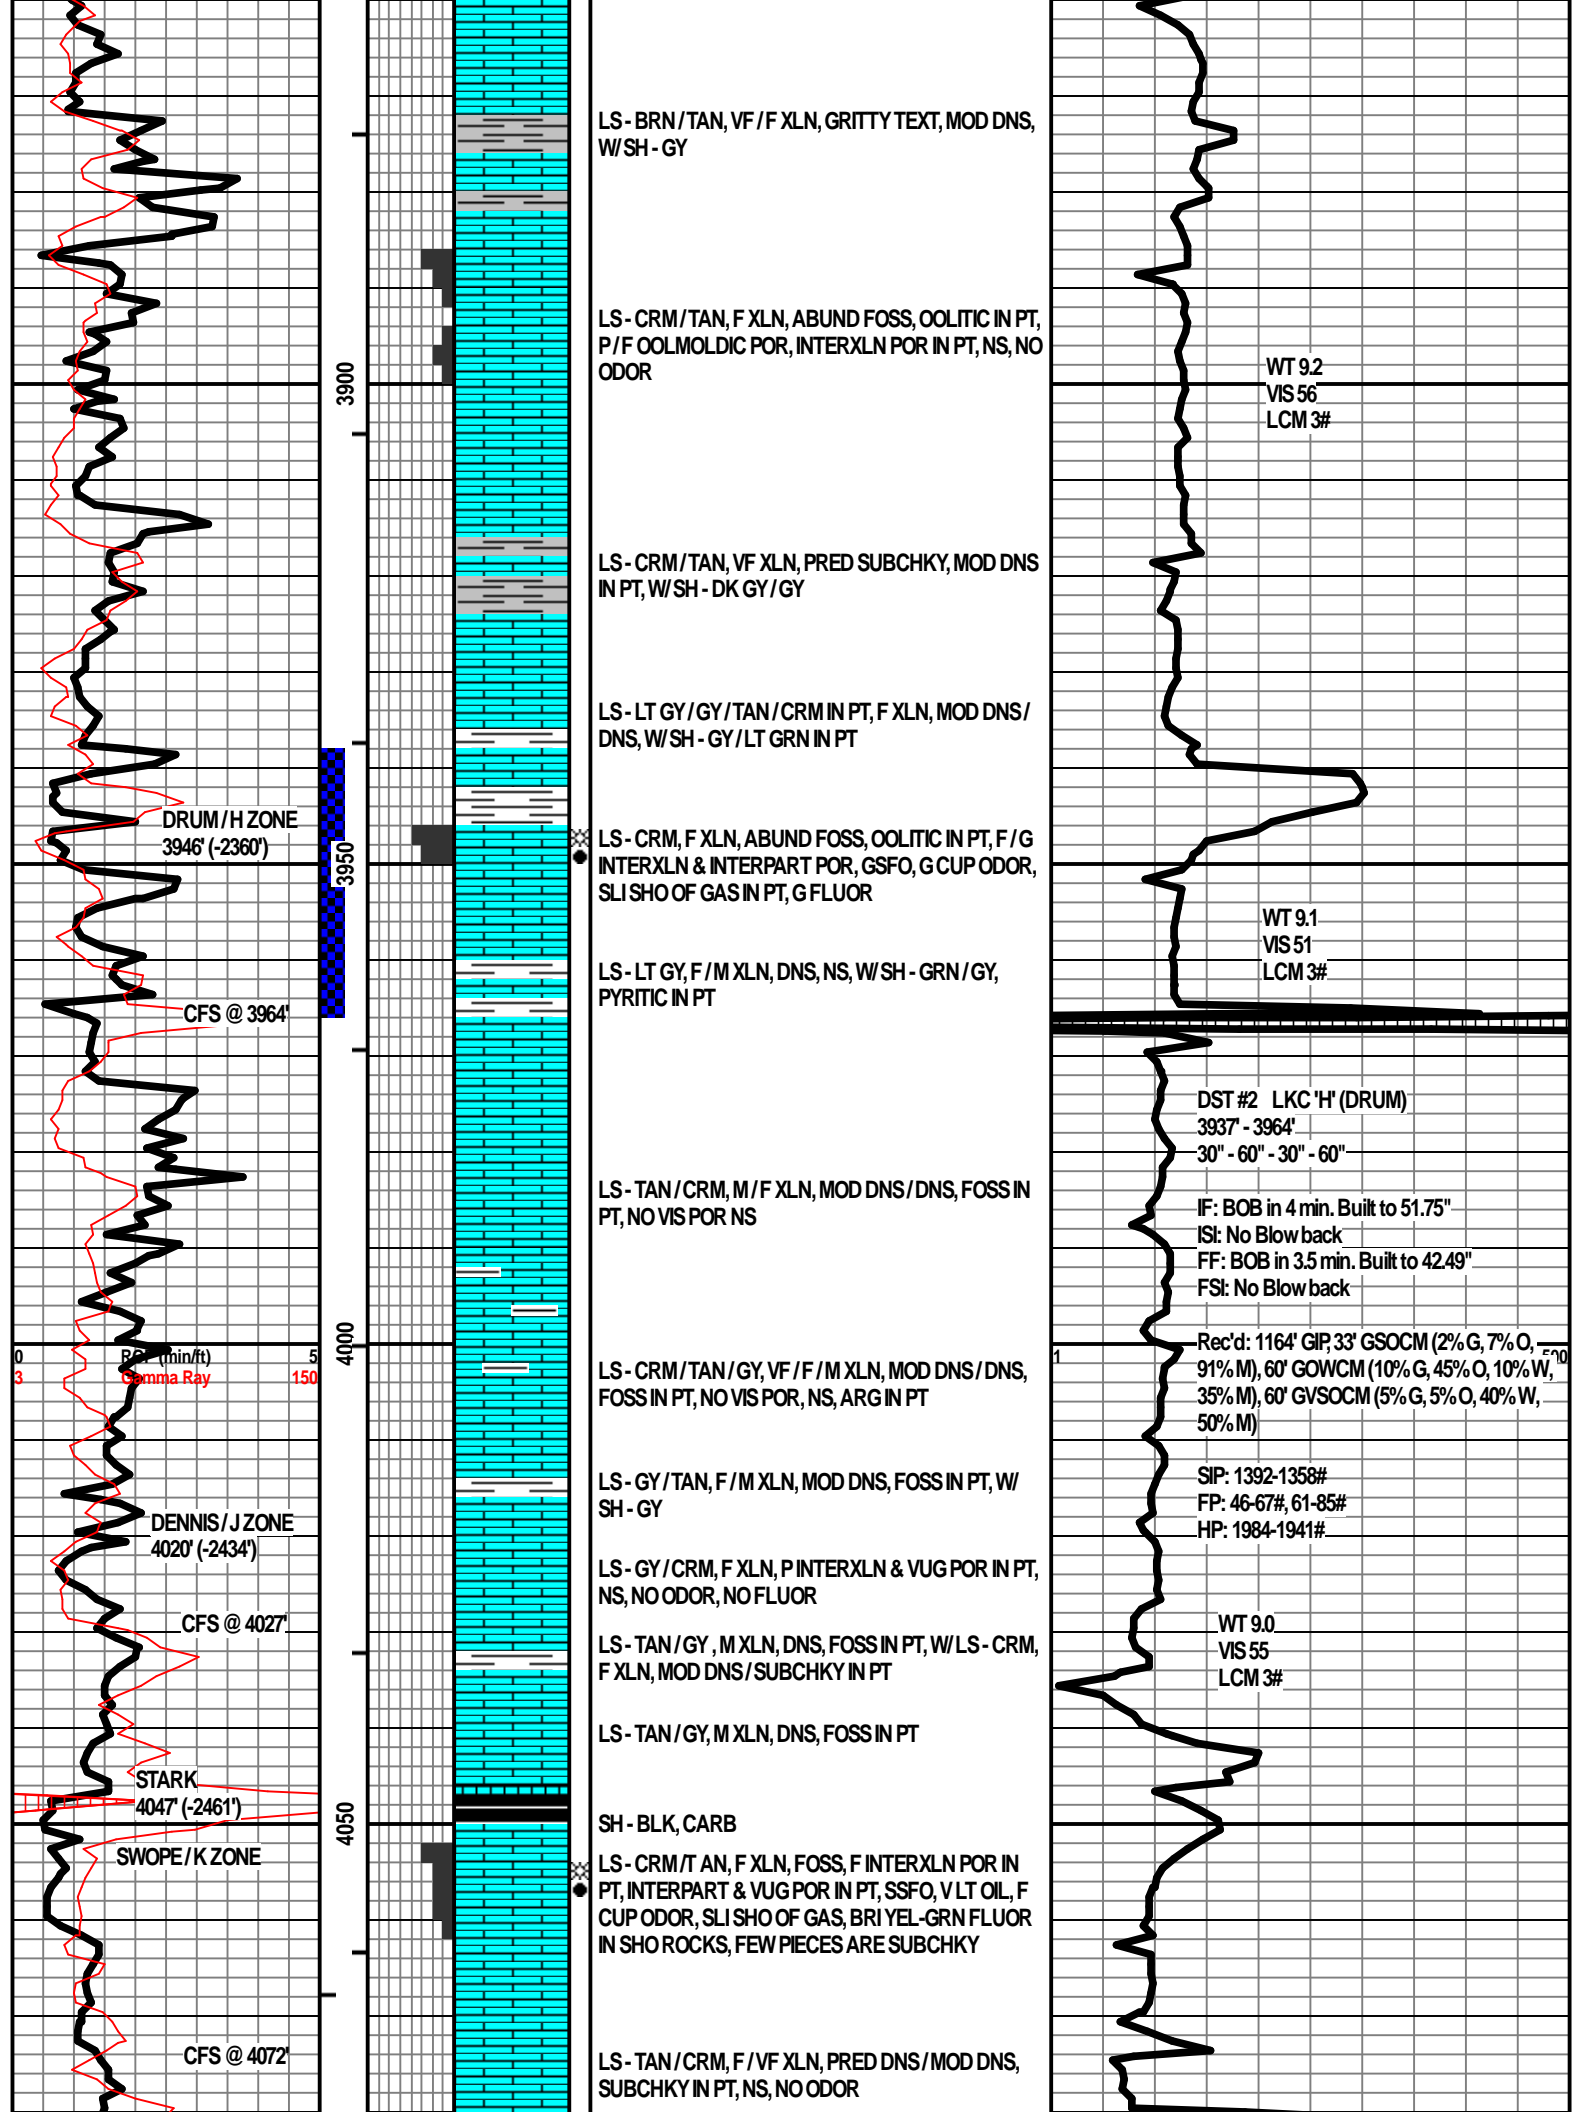 LS - BRN / TAN, VF / F XLN, GRITTY TEXT, MOD DNS,
W/ SH - GY
LS - CRM / TAN, F XLN, ABUND FOSS, OOLITIC IN PT,
P / F OOLMOLDIC POR, INTERXLN POR IN PT, NS, NO
ODOR
WT 9.2
VIS 56
LCM 3#
3900
LS - CRM / TAN, VF XLN, PRED SUBCHKY, MOD DNS
IN PT, W/ SH - DK GY / GY
LS - LT GY / GY / TAN / CRM IN PT, F XLN, MOD DNS /
DNS, W/ SH - GY / LT GRN IN PT
DRUM / H ZONE
3946' (-2360')
3950
LS - CRM, F XLN, ABUND FOSS, OOLITIC IN PT, F / G
INTERXLN & INTERPART POR, GSFO, G CUP ODOR,
SLI SHO OF GAS IN PT, G FLUOR
WT 9.1
VIS 51
LCM 3#
LS - LT GY, F / M XLN, DNS, NS, W/ SH - GRN / GY,
PYRITIC IN PT
CFS @ 3964'
DST #2 LKC 'H' (DRUM)
3937' - 3964'
30" - 60" - 30" - 60"
LS - TAN / CRM, M / F XLN, MOD DNS / DNS, FOSS IN
PT, NO VIS POR NS
IF: BOB in 4 min. Built to 51.75"
ISI: No Blow back
FF: BOB in 3.5 min. Built to 42.49"
FSI: No Blow back
0 ROP (min/ft) 5
3 Gamma Ray 150
4000
1 500
Rec'd: 1164' GIP, 33' GSOCM (2% G, 7% O,
91% M), 60' GOWCM (10% G, 45% O, 10% W,
35% M), 60' GVSOCM (5% G, 5% O, 40% W,
50% M)
LS - CRM / TAN / GY, VF / F / M XLN, MOD DNS / DNS,
FOSS IN PT, NO VIS POR, NS, ARG IN PT
SIP: 1392-1358#
FP: 46-67#, 61-85#
HP: 1984-1941#
LS - GY / TAN, F / M XLN, MOD DNS, FOSS IN PT, W/
SH - GY
DENNIS / J ZONE
4020' (-2434')
LS - GY / CRM, F XLN, P INTERXLN & VUG POR IN PT,
NS, NO ODOR, NO FLUOR
CFS @ 4027'
LS - TAN / GY , M XLN, DNS, FOSS IN PT, W/ LS - CRM,
F XLN, MOD DNS / SUBCHKY IN PT
WT 9.0
VIS 55
LCM 3#
LS - TAN / GY, M XLN, DNS, FOSS IN PT
STARK
4047' (-2461')
4050
SH - BLK, CARB
SWOPE / K ZONE
LS - CRM /T AN, F XLN, FOSS, F INTERXLN POR IN
PT, INTERPART & VUG POR IN PT, SSFO, V LT OIL, F
CUP ODOR, SLI SHO OF GAS, BRI YEL-GRN FLUOR
IN SHO ROCKS, FEW PIECES ARE SUBCHKY
CFS @ 4072'
LS - TAN / CRM, F / VF XLN, PRED DNS / MOD DNS,
SUBCHKY IN PT, NS, NO ODOR